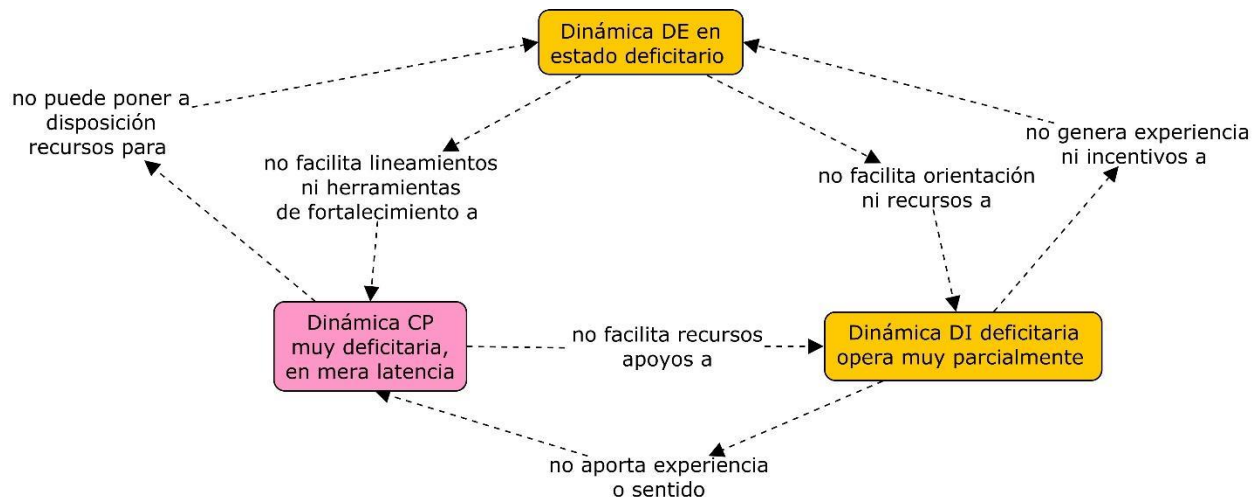 Dinámica DE en
estado deficitario
no puede poner a
disposición
recursos para
no facilita lineamientos
ni herramientas
de fortalecimiento a
no facilita orientación
ni recursos a
no genera experiencia
ni incentivos a
Dinámica CP
muy deficitaria,
en mera latencia
no facilita recursos
apoyos a
Dinámica DI deficitaria
opera muy parcialmente
no aporta experiencia
o sentido